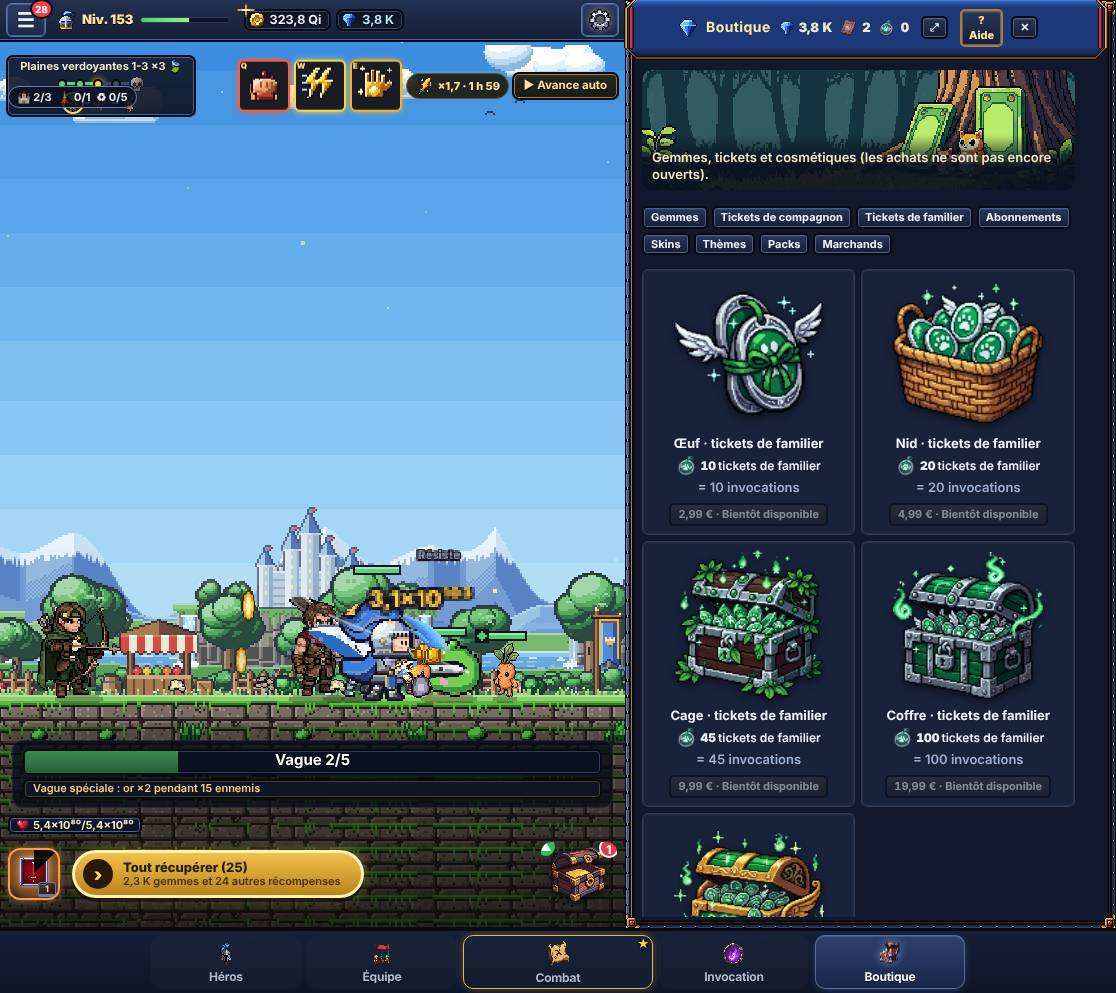 28
Niv. 153
323,8 Qi
3,8 K
Boutique
3,8 K
2
0
?
Aide
Plaines verdoyantes 1-3 ×3
2/3
0/1
0/5
Q
W
E
×1,7 · 1 h 59
Avance auto
Gemmes, tickets et cosmétiques (les achats ne sont pas encore
ouverts).
Gemmes
Tickets de compagnon
Tickets de familier
Abonnements
Skins
Thèmes
Packs
Marchands
Œuf · tickets de familier
10 tickets de familier
= 10 invocations
2,99 € · Bientôt disponible
Nid · tickets de familier
20 tickets de familier
= 20 invocations
4,99 € · Bientôt disponible
Cage · tickets de familier
45 tickets de familier
= 45 invocations
9,99 € · Bientôt disponible
Coffre · tickets de familier
100 tickets de familier
= 100 invocations
19,99 € · Bientôt disponible
Résiste
Vague 2/5
Vague spéciale : or ×2 pendant 15 ennemis
5,4×10⁸⁰/5,4×10⁸⁰
1
Tout récupérer (25)
2,3 K gemmes et 24 autres récompenses
1
Héros
Équipe
Combat
Invocation
Boutique